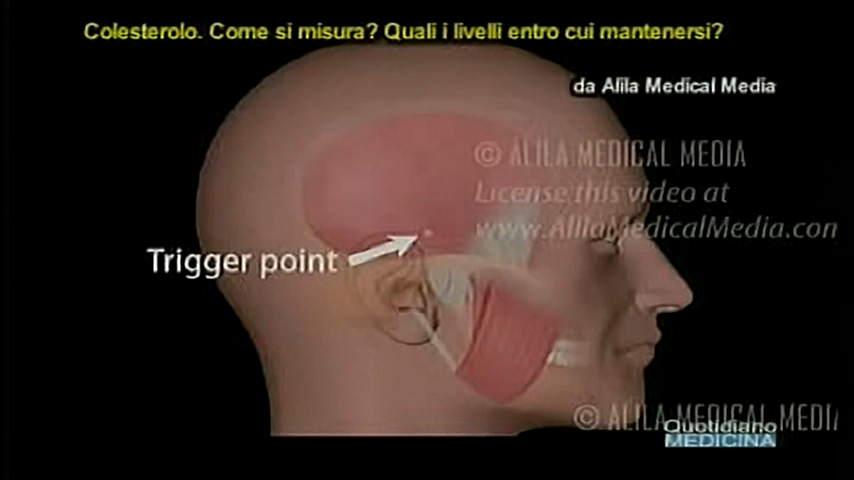 Colesterolo. Come si misura? Quali i livelli entro cui mantenersi?
da Alila Medical Media
© ALILA MEDICAL MEDIA
License this video at
www.AlilaMedicalMedia.com
Trigger point
© ALILA MEDICAL MEDIA
Quotidiano
MEDICINA